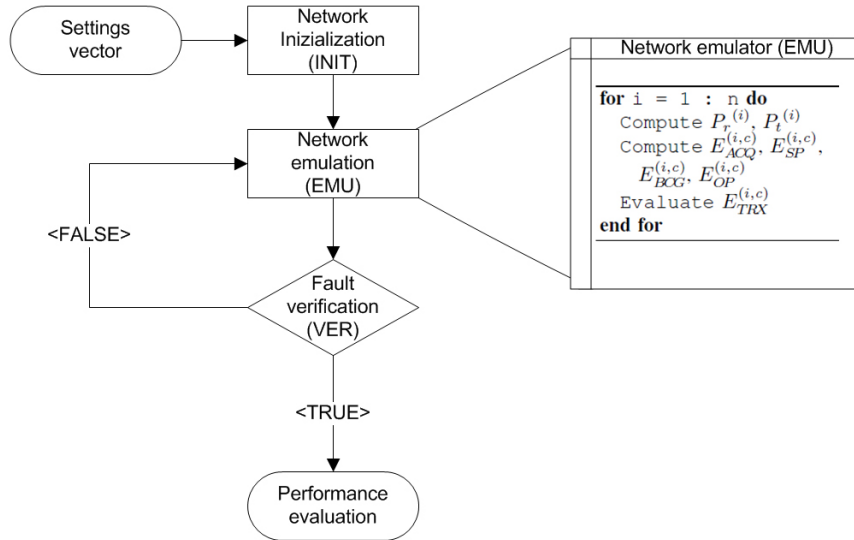 Settings
vector
Network
Inizialization
(INIT)
Network
emulation
(EMU)
<FALSE>
Fault
verification
(VER)
<TRUE>
Performance
evaluation
Network emulator (EMU)
for i = 1 : n do
Compute P_r^(i), P_t^(i)
Compute E_ACQ^(i,c), E_SP^(i,c),
E_BCG^(i,c), E_OP^(i,c)
Evaluate E_TRX^(i,c)
end for